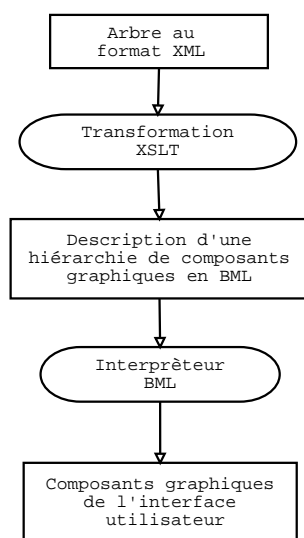 Arbre au
format XML
Transformation
XSLT
Description d'une
hiérarchie de composants
graphiques en BML
Interprèteur
BML
Composants graphiques
de l'interface
utilisateur